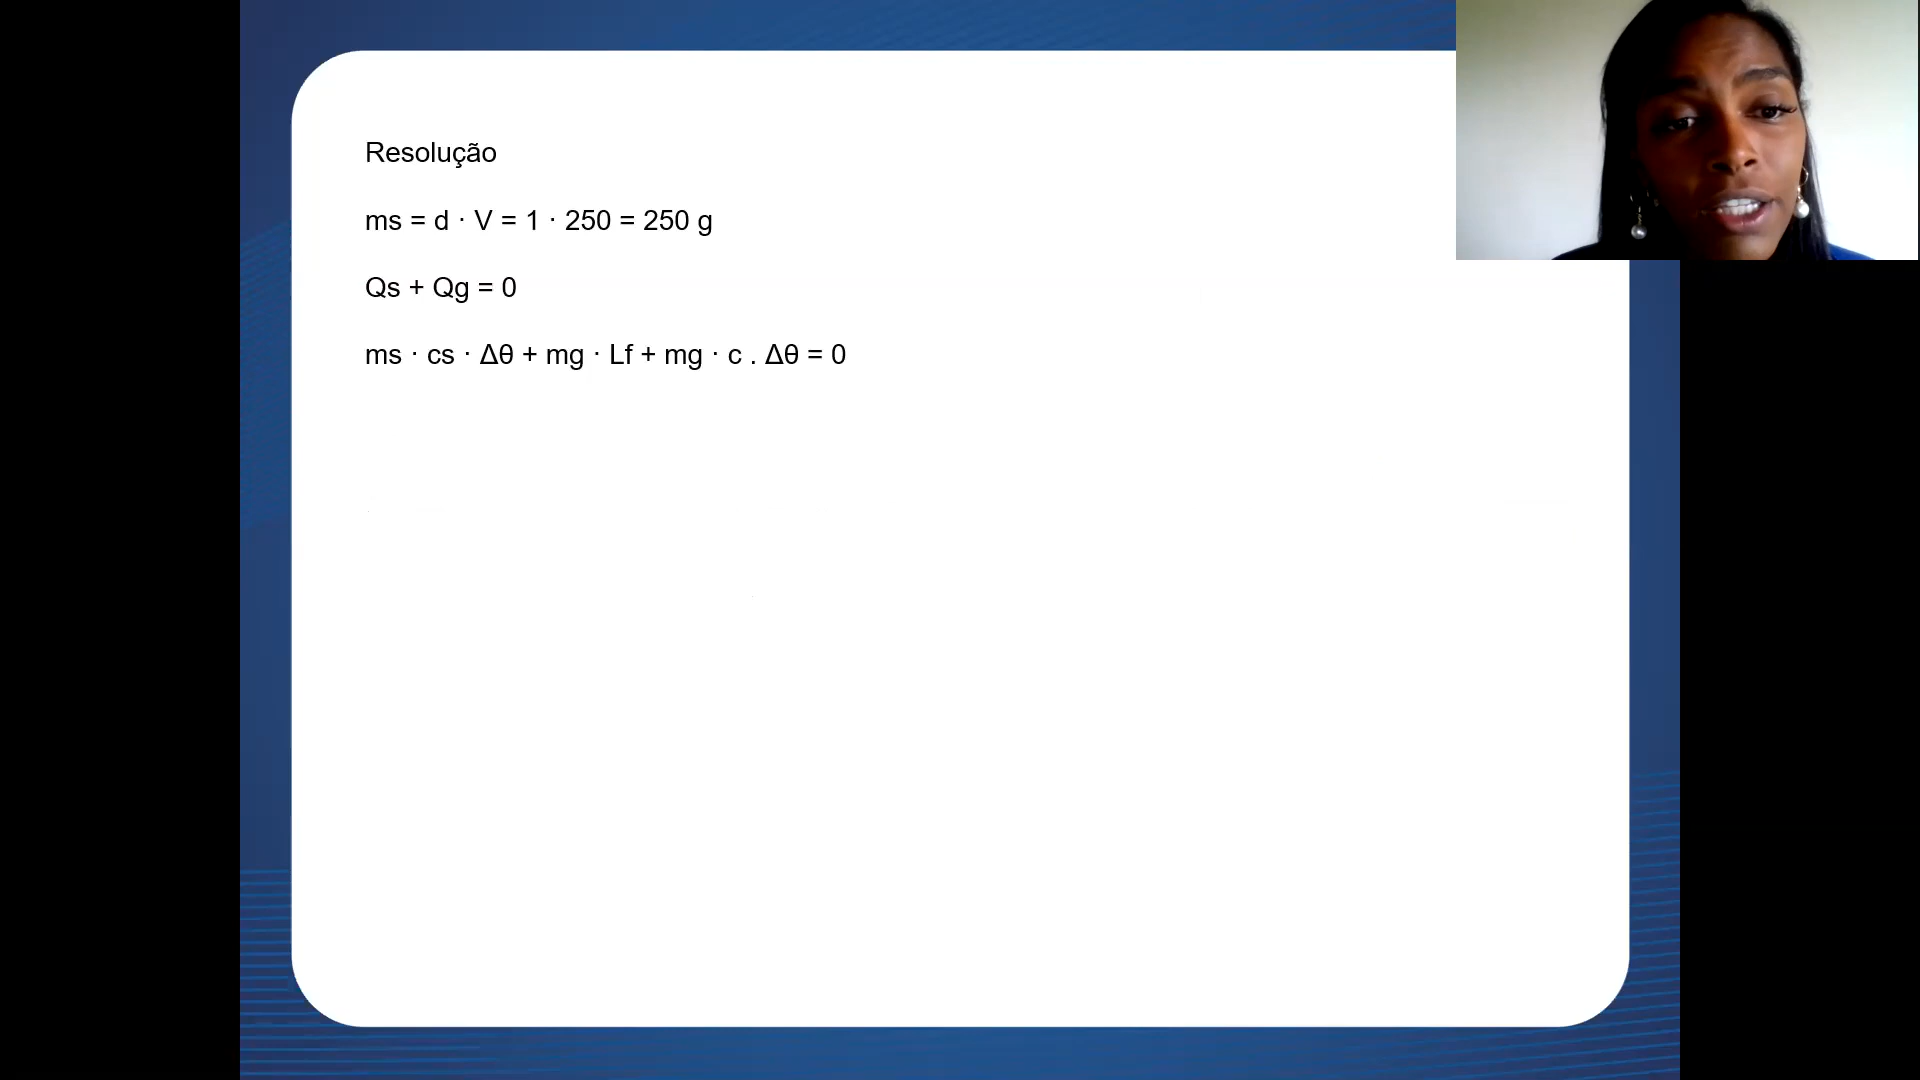 Resolução
ms = d · V = 1 · 250 = 250 g
Qs + Qg = 0
ms · cs · Δθ + mg · Lf + mg · c . Δθ = 0